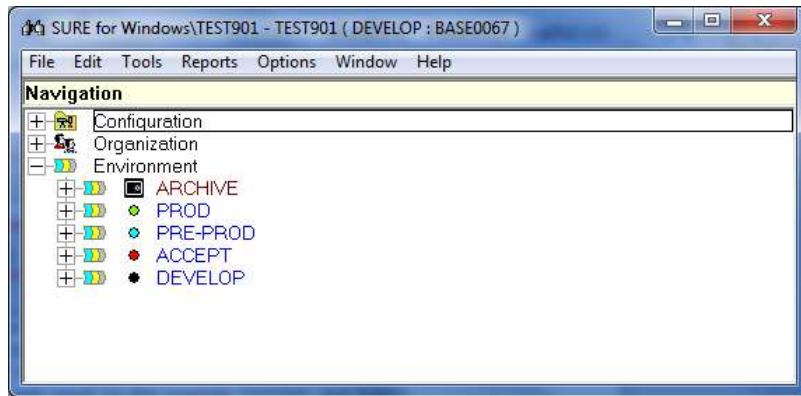 SURE for Windows\TEST901 - TEST901 ( DEVELOP : BASE0067 )
File Edit Tools Reports Options Window Help
Navigation
Configuration
Organization
Environment
ARCHIVE
PROD
PRE-PROD
ACCEPT
DEVELOP